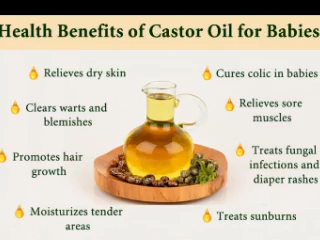 Health Benefits of Castor Oil for Babies
Relieves dry skin
Cures colic in babies
Clears warts and
blemishes
Relieves sore
muscles
Promotes hair
growth
Treats fungal
infections and
diaper rashes
Moisturizes tender
areas
Treats sunburns